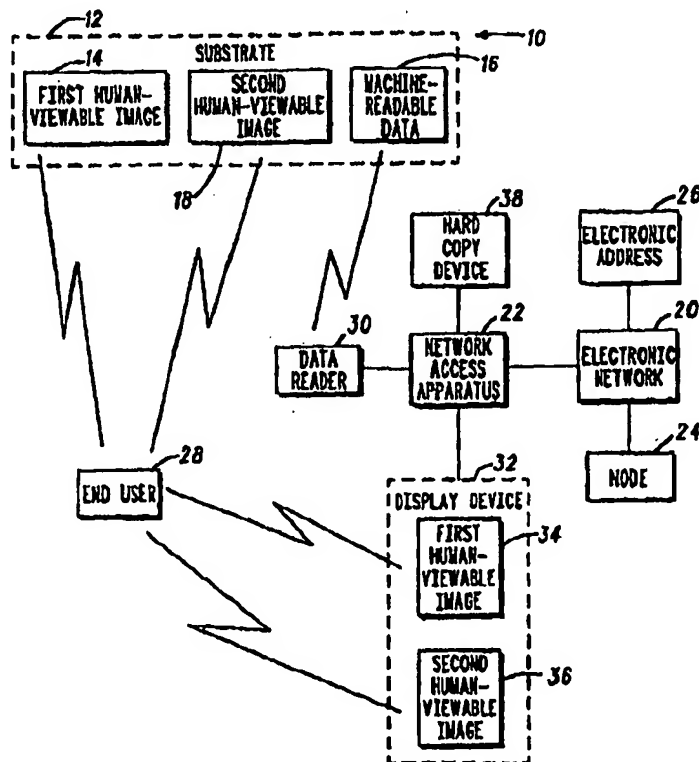 12
10
SUBSTRATE
14
16
FIRST HUMAN-
VIEWABLE IMAGE
SECOND
HUMAN-VIEWABLE
IMAGE
MACHINE-
READABLE
DATA
18
38
HARD
COPY
DEVICE
26
ELECTRONIC
ADDRESS
30
DATA
READER
22
NETWORK
ACCESS
APPARATUS
20
ELECTRONIC
NETWORK
24
NODE
28
END USER
32
DISPLAY DEVICE
FIRST
HUMAN-
VIEWABLE
IMAGE
34
SECOND
HUMAN-
VIEWABLE
IMAGE
36